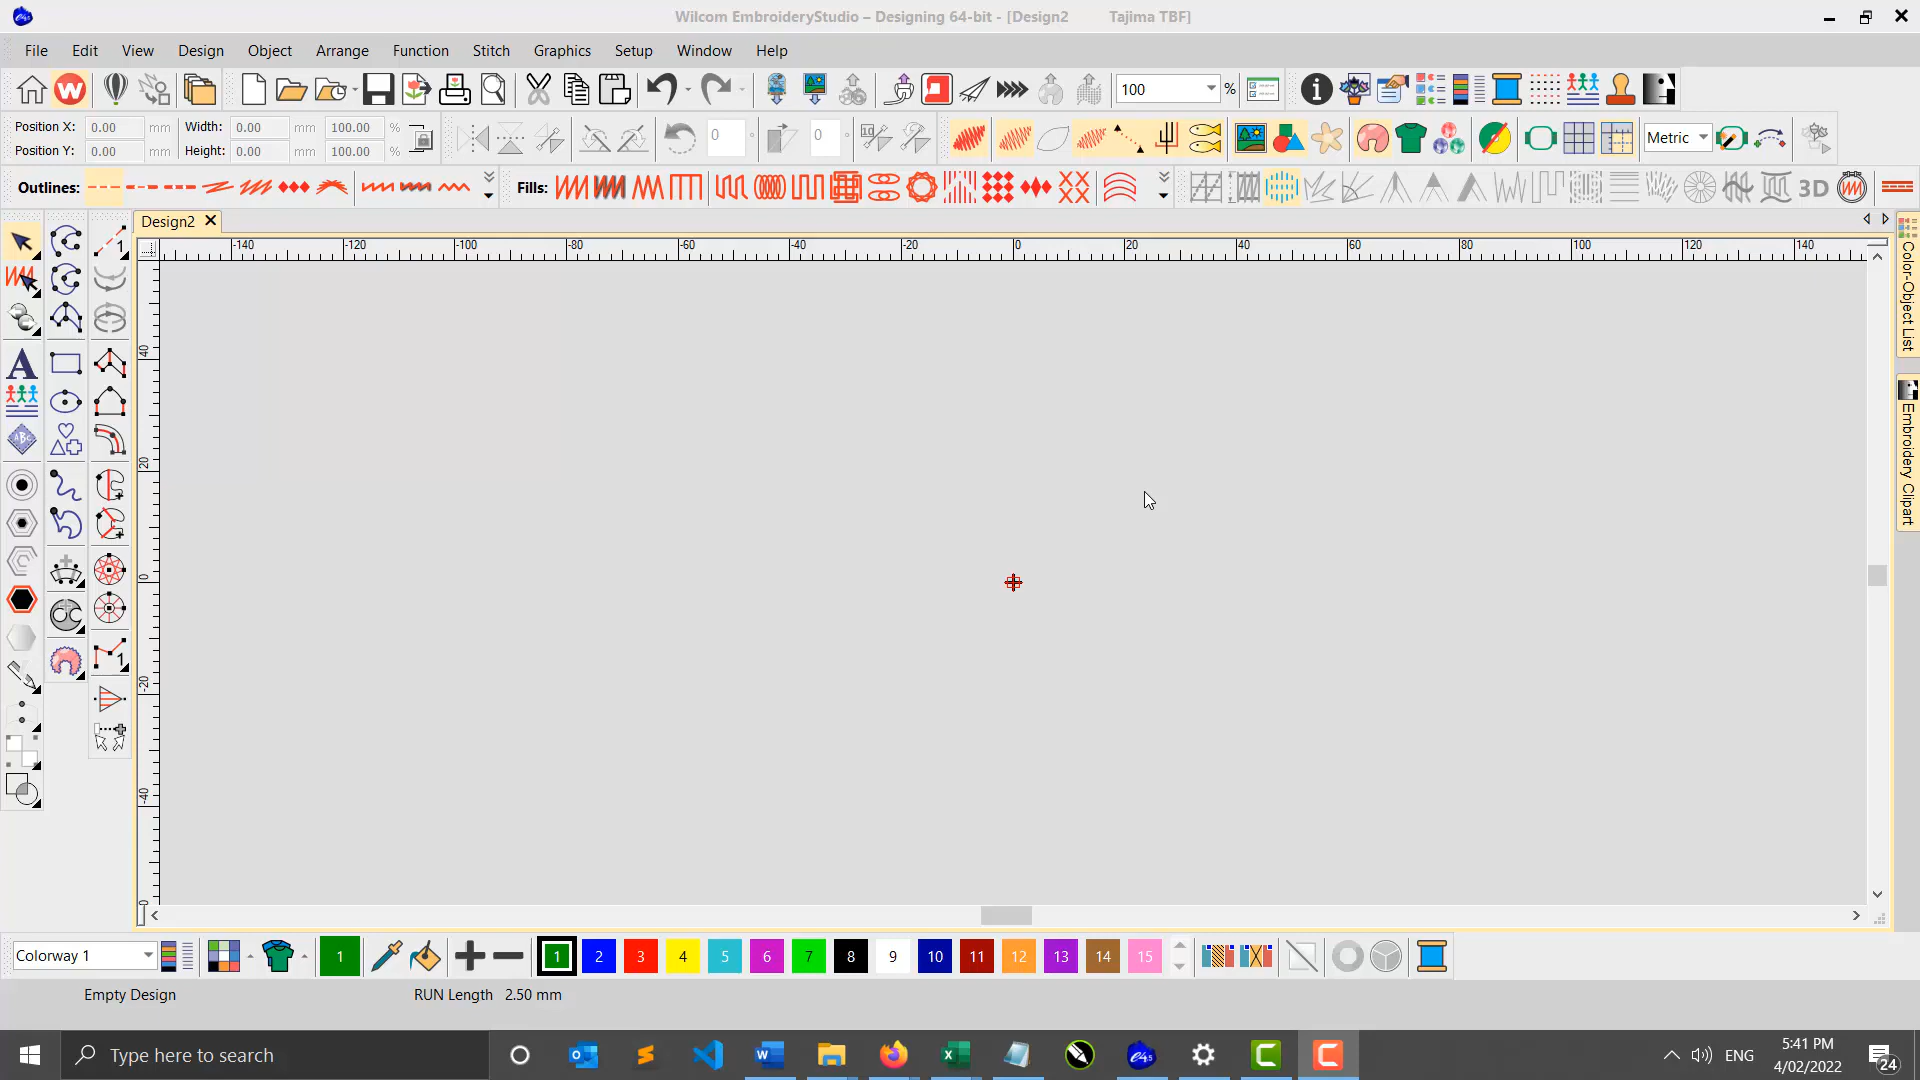 Wilcom EmbroideryStudio – Designing 64-bit - [Design2 Tajima TBF]
File Edit View Design Object Arrange Function Stitch Graphics Setup Window Help
100 %
Position X: 0.00 mm Width: 0.00 mm 100.00 %
Position Y: 0.00 mm Height: 0.00 mm 100.00 %
0 0 10 Metric
Outlines: Fills: 3D
Design2
-140 -120 -100 -80 -60 -40 -20 0 20 40 60 80 100 120 140
40
20
0
-20
-40
1
A
ABC
1
Color-Object List
Embroidery Clipart
Colorway 1 1 1 2 3 4 5 6 7 8 9 10 11 12 13 14 15
Empty Design RUN Length 2.50 mm
Type here to search
ENG
5:41 PM
4/02/2022
24